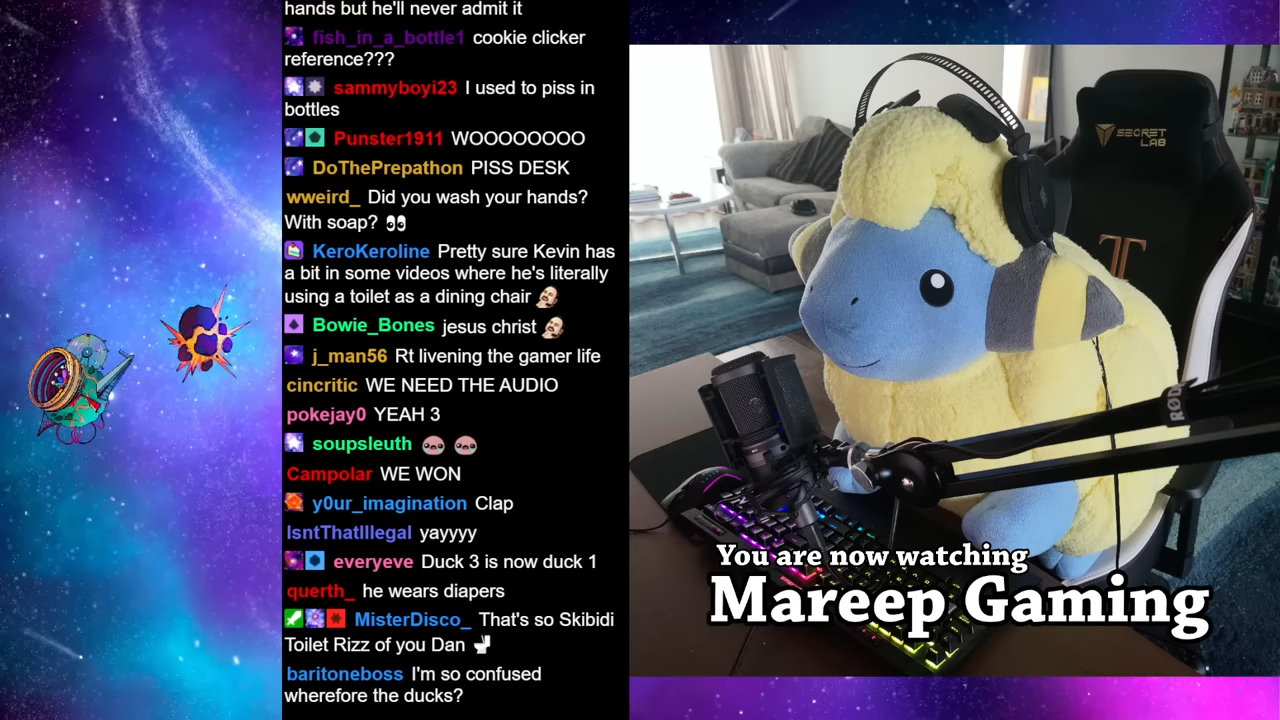 hands but he'll never admit it
fish_in_a_bottle1 cookie clicker
reference???
sammyboyi23 I used to piss in
bottles
Punster1911 WOOOOOOOO
DoThePrepathon PISS DESK
wweird_ Did you wash your hands?
With soap?
KeroKeroline Pretty sure Kevin has
a bit in some videos where he's literally
using a toilet as a dining chair
Bowie_Bones jesus christ
j_man56 Rt livening the gamer life
cincritic WE NEED THE AUDIO
pokejay0 YEAH 3
soupsleuth
Campolar WE WON
y0ur_imagination Clap
IsntThatIllegal yayyyy
everyeve Duck 3 is now duck 1
querth_ he wears diapers
MisterDisco_ That's so Skibidi
Toilet Rizz of you Dan
baritoneboss I'm so confused
wherefore the ducks?
SECRET
LAB
RØDE
You are now watching
Mareep Gaming